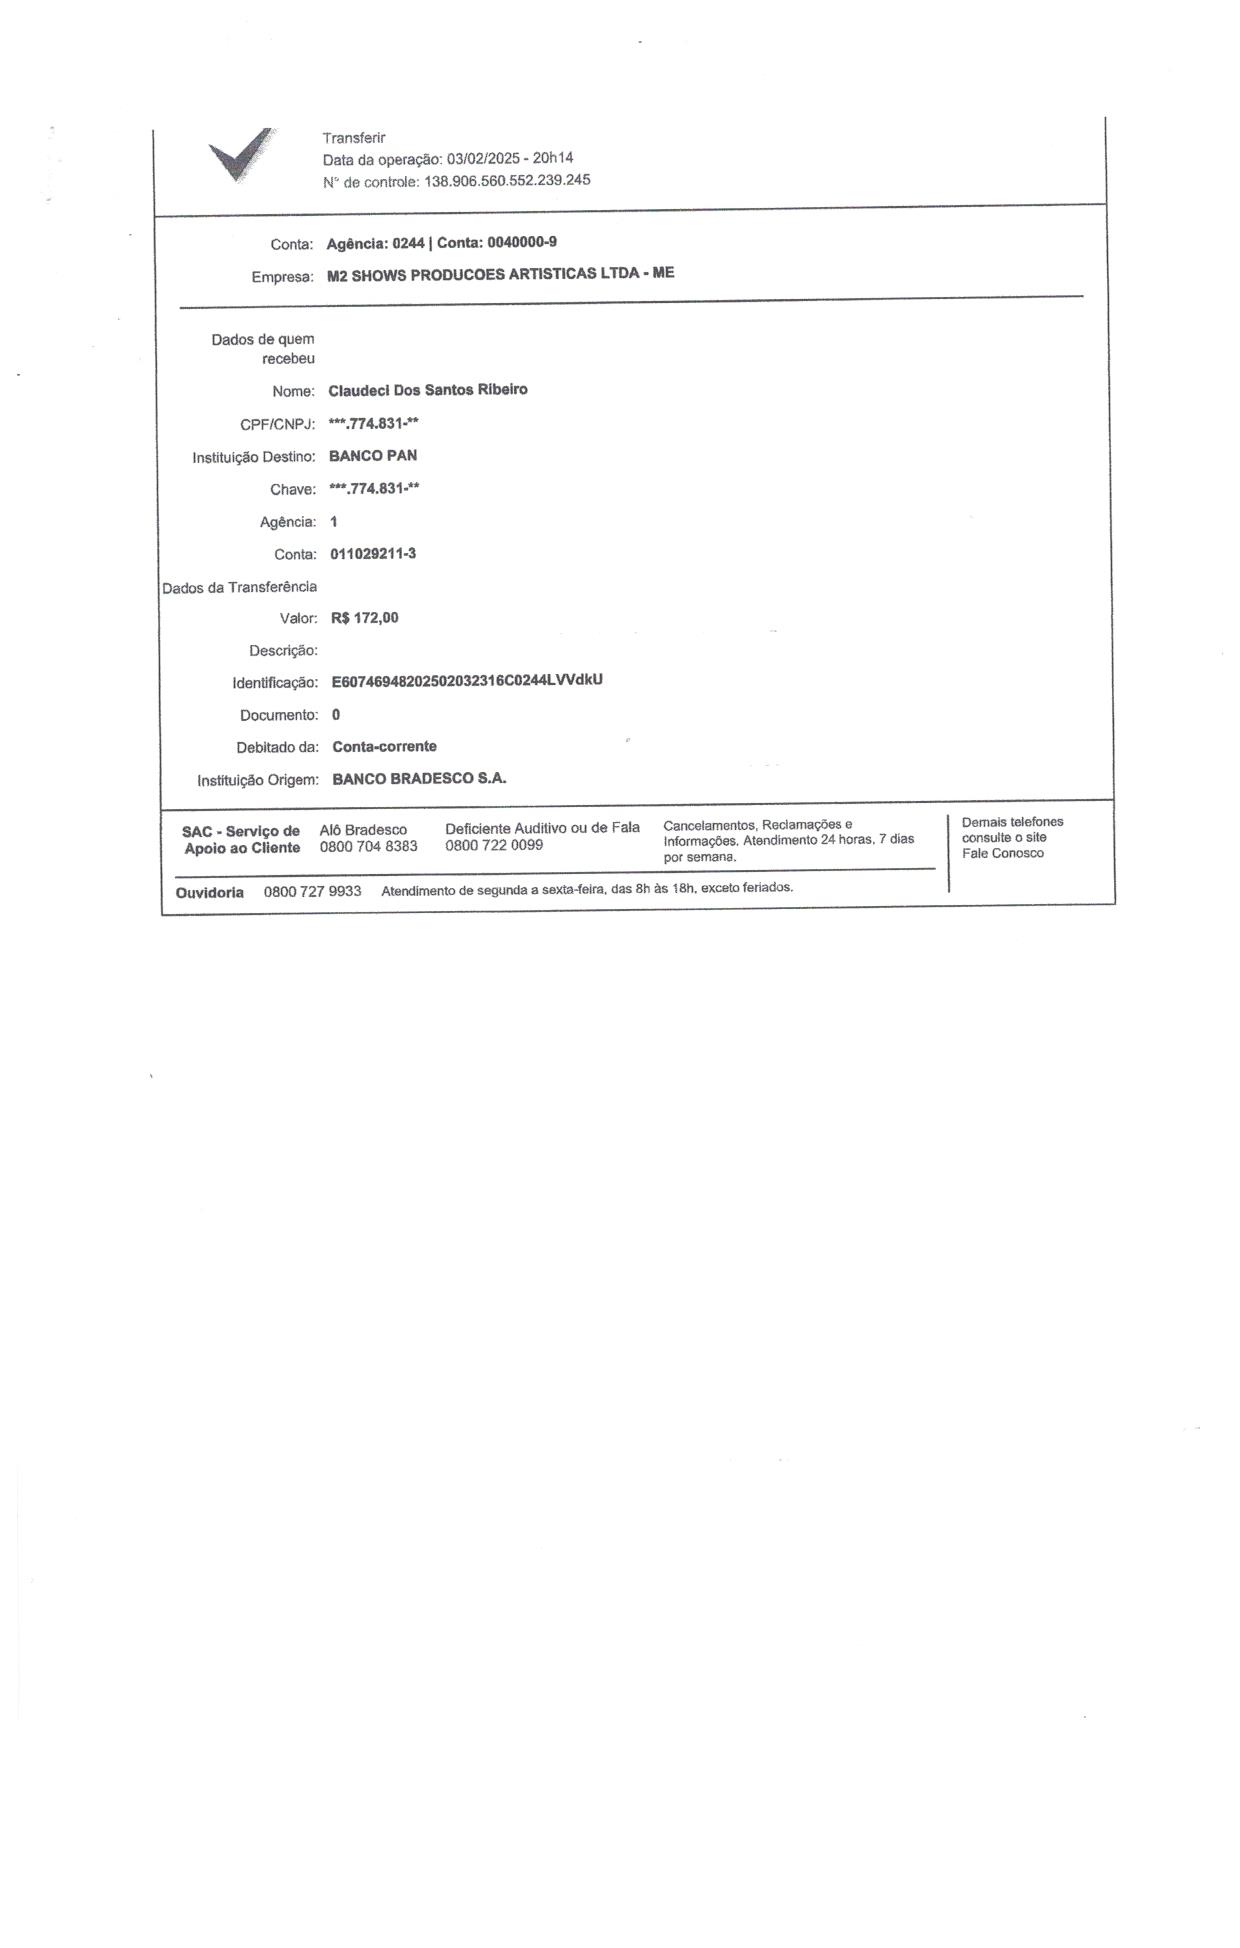 Transferir
Data da operação: 03/02/2025 - 20h14
N° de controle: 138.906.560.552.239.245
Conta: Agência: 0244 | Conta: 0040000-9
Empresa: M2 SHOWS PRODUCOES ARTISTICAS LTDA - ME
Dados de quem
recebeu
Nome: Claudeci Dos Santos Ribeiro
CPF/CNPJ: ***.774.831-**
Instituição Destino: BANCO PAN
Chave: ***.774.831-**
Agência: 1
Conta: 011029211-3
Dados da Transferência
Valor: R$ 172,00
Descrição:
Identificação: E60746948202502032316C0244LVVdkU
Documento: 0
Debitado da: Conta-corrente
Instituição Origem: BANCO BRADESCO S.A.
SAC - Serviço de
Apoio ao Cliente
Alô Bradesco
0800 704 8383
Deficiente Auditivo ou de Fala
0800 722 0099
Cancelamentos, Reclamações e
Informações, Atendimento 24 horas, 7 dias
por semana.
Demais telefones
consulte o site
Fale Conosco
Ouvidoria 0800 727 9933 Atendimento de segunda a sexta-feira, das 8h às 18h, exceto feriados.